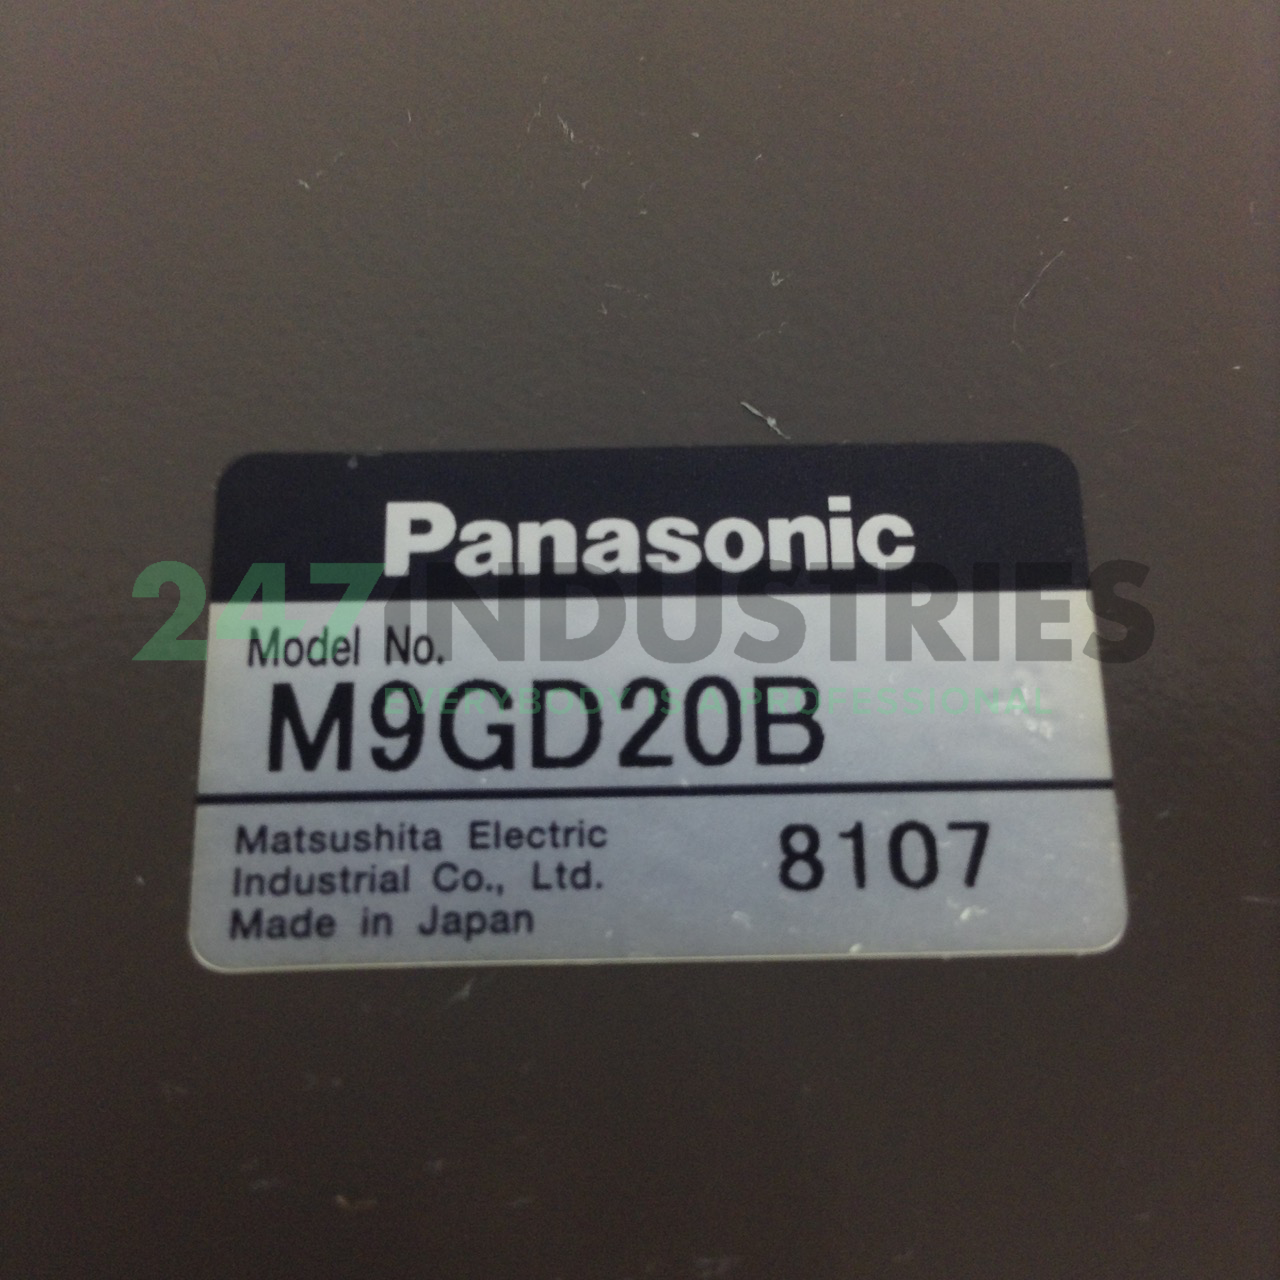 Panasonic
247INDUSTRIES
Model No.
EVERYBODY IS A PROFESSIONAL
M9GD20B
Matsushita Electric
Industrial Co., Ltd.
Made in Japan
8107